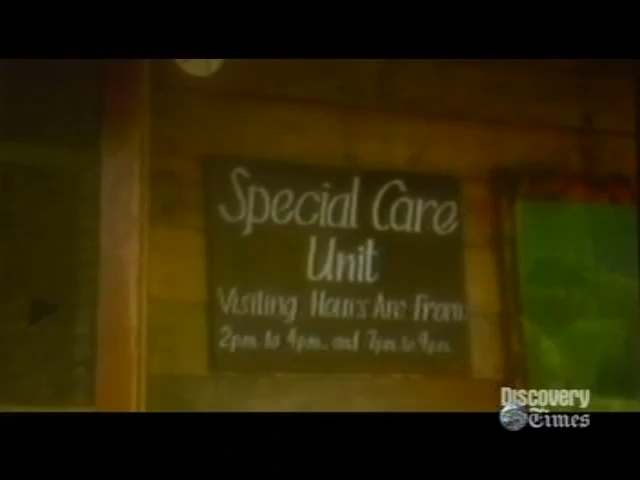 Special Care
Unit
Visiting Hours Are From
2pm. to 4pm. and 7pm. to 9pm.
Discovery
Times